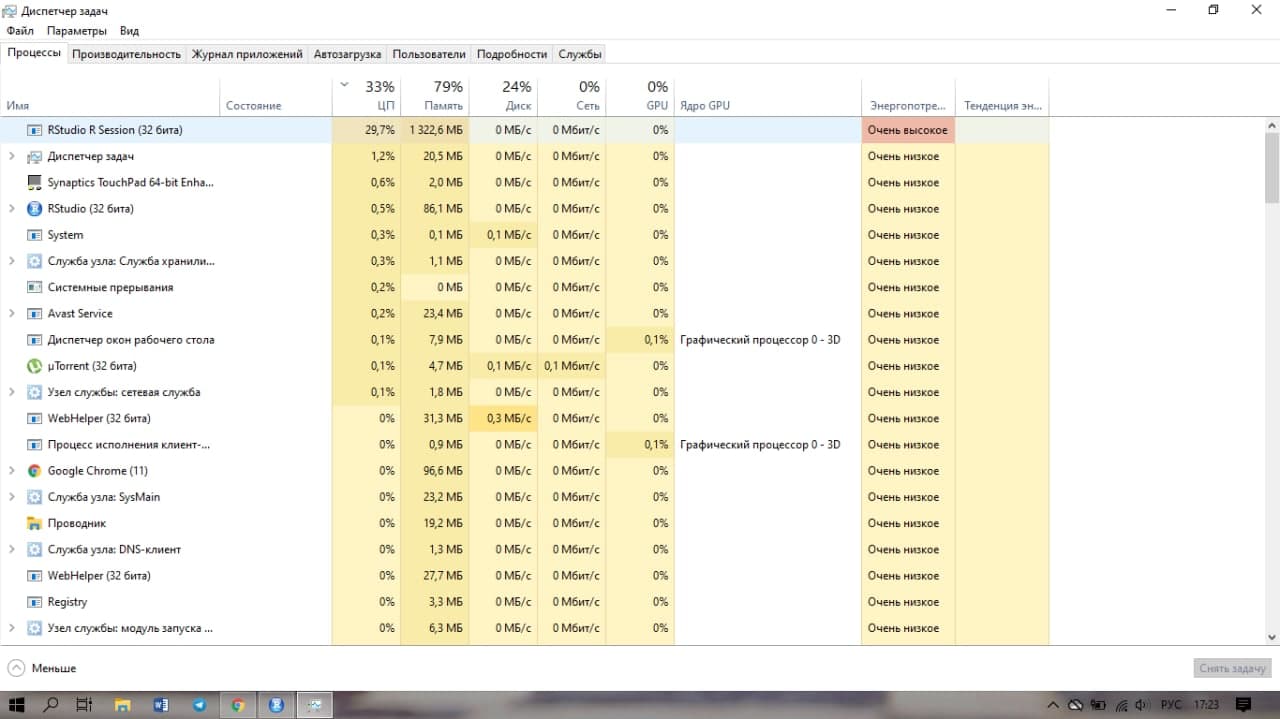 Диспетчер задач
Файл Параметры Вид
Процессы Производительность Журнал приложений Автозагрузка Пользователи Подробности Службы
33% 79% 24% 0% 0%
Имя Состояние ЦП Память Диск Сеть GPU Ядро GPU Энергопотре... Тенденция эн...
RStudio R Session (32 бита) 29,7% 1 322,6 МБ 0 МБ/с 0 Мбит/с 0% Очень высокое
Диспетчер задач 1,2% 20,5 МБ 0 МБ/с 0 Мбит/с 0% Очень низкое
Synaptics TouchPad 64-bit Enha... 0,6% 2,0 МБ 0 МБ/с 0 Мбит/с 0% Очень низкое
RStudio (32 бита) 0,5% 86,1 МБ 0 МБ/с 0 Мбит/с 0% Очень низкое
System 0,3% 0,1 МБ 0,1 МБ/с 0 Мбит/с 0% Очень низкое
Служба узла: Служба хранили... 0,3% 1,1 МБ 0 МБ/с 0 Мбит/с 0% Очень низкое
Системные прерывания 0,2% 0 МБ 0 МБ/с 0 Мбит/с 0% Очень низкое
Avast Service 0,2% 23,4 МБ 0 МБ/с 0 Мбит/с 0% Очень низкое
Диспетчер окон рабочего стола 0,1% 7,9 МБ 0 МБ/с 0 Мбит/с 0,1% Графический процессор 0 - 3D Очень низкое
µTorrent (32 бита) 0,1% 4,7 МБ 0,1 МБ/с 0,1 Мбит/с 0% Очень низкое
Узел службы: сетевая служба 0,1% 1,8 МБ 0 МБ/с 0 Мбит/с 0% Очень низкое
WebHelper (32 бита) 0% 31,3 МБ 0,3 МБ/с 0 Мбит/с 0% Очень низкое
Процесс исполнения клиент-... 0% 0,9 МБ 0 МБ/с 0 Мбит/с 0,1% Графический процессор 0 - 3D Очень низкое
Google Chrome (11) 0% 96,6 МБ 0 МБ/с 0 Мбит/с 0% Очень низкое
Служба узла: SysMain 0% 23,2 МБ 0 МБ/с 0 Мбит/с 0% Очень низкое
Проводник 0% 19,2 МБ 0 МБ/с 0 Мбит/с 0% Очень низкое
Служба узла: DNS-клиент 0% 1,3 МБ 0 МБ/с 0 Мбит/с 0% Очень низкое
WebHelper (32 бита) 0% 27,7 МБ 0 МБ/с 0 Мбит/с 0% Очень низкое
Registry 0% 3,3 МБ 0 МБ/с 0 Мбит/с 0% Очень низкое
Узел службы: модуль запуска ... 0% 6,3 МБ 0 МБ/с 0 Мбит/с 0% Очень низкое
Меньше Снять задачу
РУС 17:23